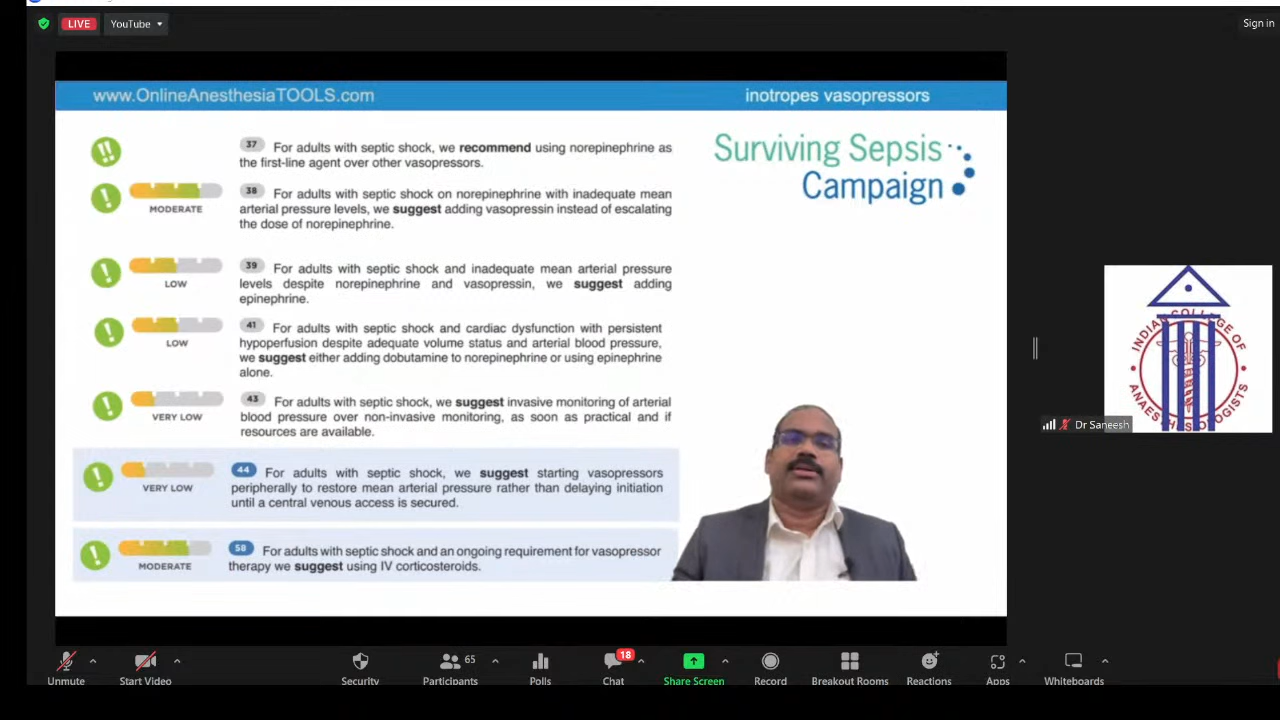 LIVE
YouTube
Sign in
www.OnlineAnesthesiaTOOLS.com
inotropes vasopressors
37 For adults with septic shock, we recommend using norepinephrine as
the first-line agent over other vasopressors.
Surviving Sepsis
Campaign
MODERATE
38 For adults with septic shock on norepinephrine with inadequate mean
arterial pressure levels, we suggest adding vasopressin instead of escalating
the dose of norepinephrine.
LOW
39 For adults with septic shock and inadequate mean arterial pressure
levels despite norepinephrine and vasopressin, we suggest adding
epinephrine.
LOW
41 For adults with septic shock and cardiac dysfunction with persistent
hypoperfusion despite adequate volume status and arterial blood pressure,
we suggest either adding dobutamine to norepinephrine or using epinephrine
alone.
VERY LOW
43 For adults with septic shock, we suggest invasive monitoring of arterial
blood pressure over non-invasive monitoring, as soon as practical and if
resources are available.
VERY LOW
44 For adults with septic shock, we suggest starting vasopressors
peripherally to restore mean arterial pressure rather than delaying initiation
until a central venous access is secured.
MODERATE
58 For adults with septic shock and an ongoing requirement for vasopressor
therapy we suggest using IV corticosteroids.
INDIAN COLLEGE OF
ANAESTHESIOLOGISTS
Dr Saneesh
Unmute
Start Video
Security
65
Participants
Polls
18
Chat
Share Screen
Record
Breakout Rooms
Reactions
Apps
Whiteboards